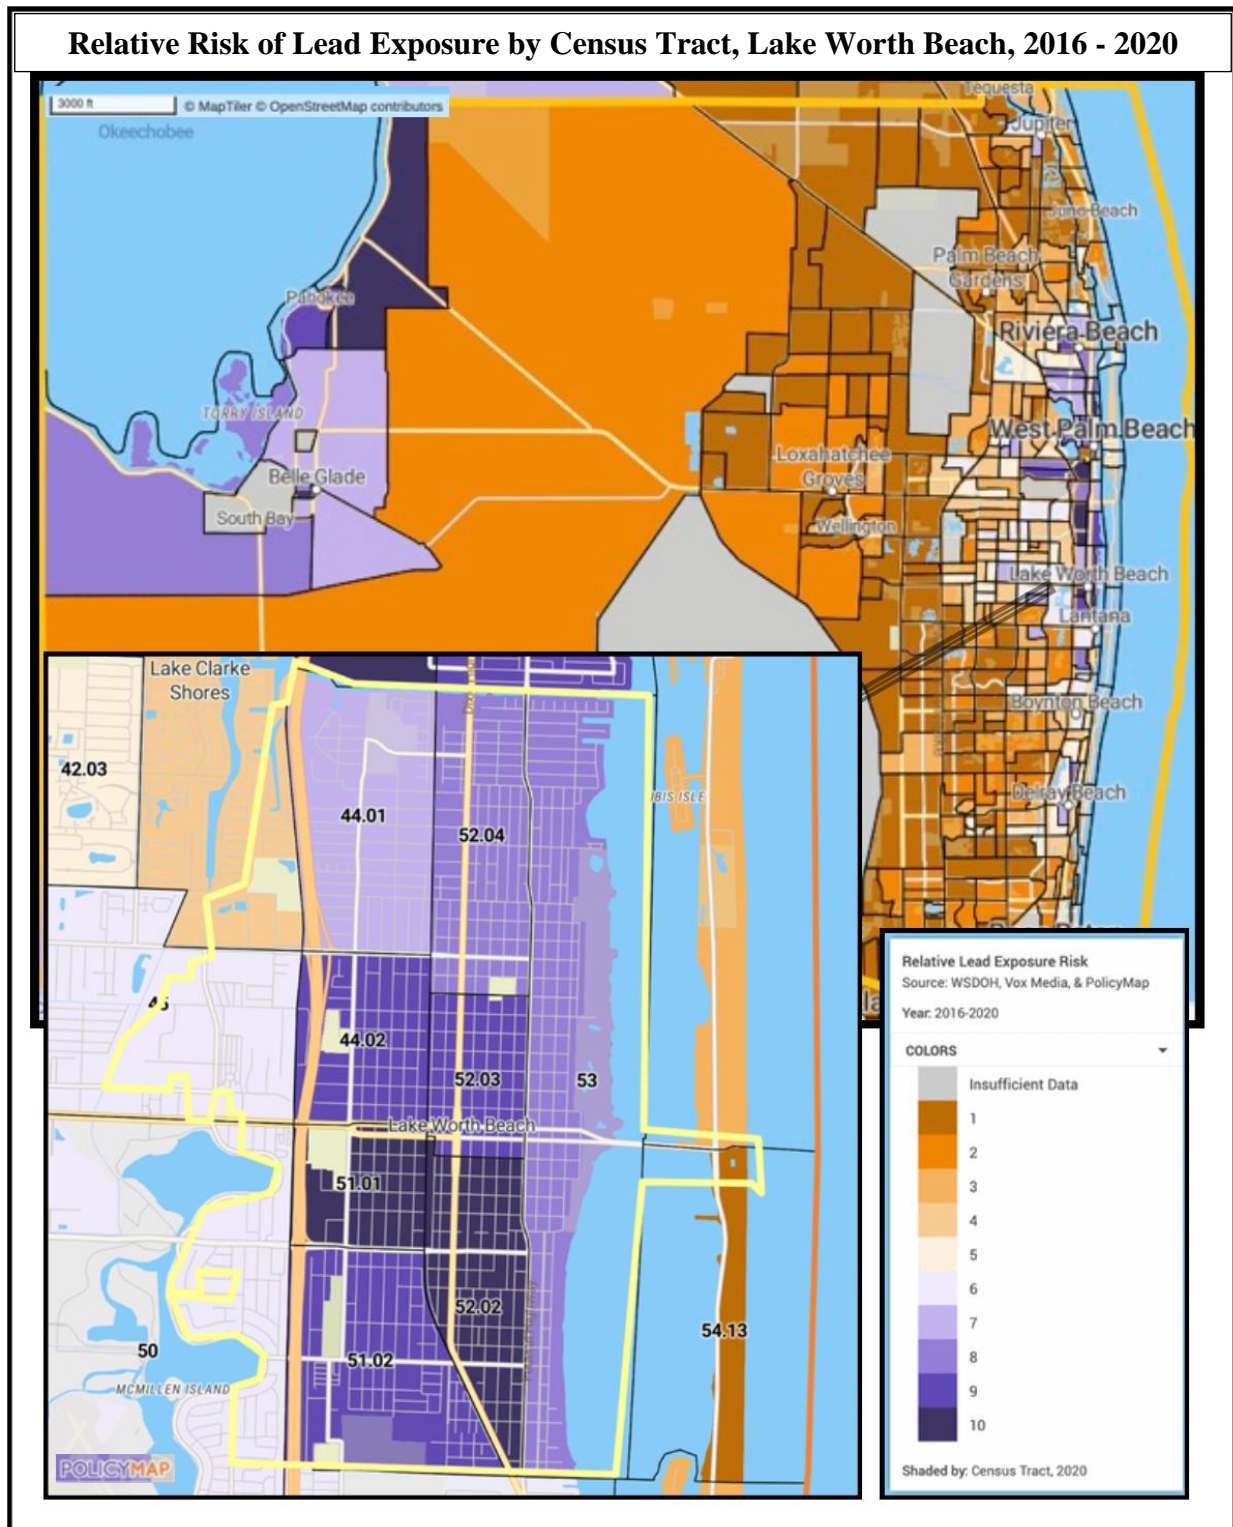 Relative Risk of Lead Exposure by Census Tract, Lake Worth Beach, 2016 - 2020
3000 ft
© MapTiler © OpenStreetMap contributors
Okeechobee
Tequesta
Jupiter
Juno Beach
Palm Beach
Gardens
Pahokee
Riviera Beach
TORRY ISLAND
West Palm Beach
Loxahatchee
Groves
Belle Glade
South Bay
Wellington
Lake Worth Beach
Lantana
Boynton Beach
Delray Beach
Lake Clarke
Shores
42.03
44.01
52.04
IBIS ISLE
45
44.02
52.03
53
Lake Worth Beach
51.01
52.02
54.13
50
51.02
MCMILLEN ISLAND
POLICYMAP
Relative Lead Exposure Risk
Source: WSDOH, Vox Media, & PolicyMap
Year: 2016-2020
COLORS
Insufficient Data
1
2
3
4
5
6
7
8
9
10
Shaded by: Census Tract, 2020